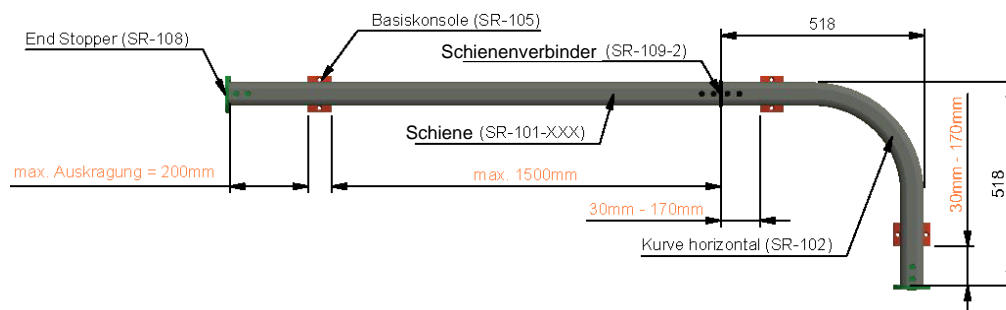 Basiskonsole (SR-105)
518
End Stopper (SR-108)
Schienenverbinder (SR-109-2)
Schiene (SR-101-XXX)
max. Auskragung = 200mm
max. 1500mm
30mm - 170mm
518
30mm - 170mm
Kurve horizontal (SR-102)